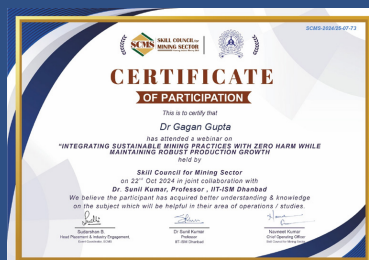 SCMS-2024/25-07-73
SCMS SKILL COUNCIL for MINING SECTOR
CERTIFICATE
OF PARTICIPATION
This is to certify that
Dr Gagan Gupta
has attended a webinar on
"INTEGRATING SUSTAINABLE MINING PRACTICES WITH ZERO HARM WHILE
MAINTAINING ROBUST PRODUCTION GROWTH
held by
Skill Council for Mining Sector
on 22nd Oct 2024 in joint collaboration with
Dr. Sunil Kumar, Professor , IIT-ISM Dhanbad
We believe the participant has acquired better understanding & knowledge
on the subject which will be helpful in their area of operations / studies.
Sudarshan B.
Head Placement & Industry Engagement,
Dr Sunil Kumar
Professor
IIT-ISM Dhanbad
Navneet Kumar
Chief Operating Officer
Skill Council for Mining Sector